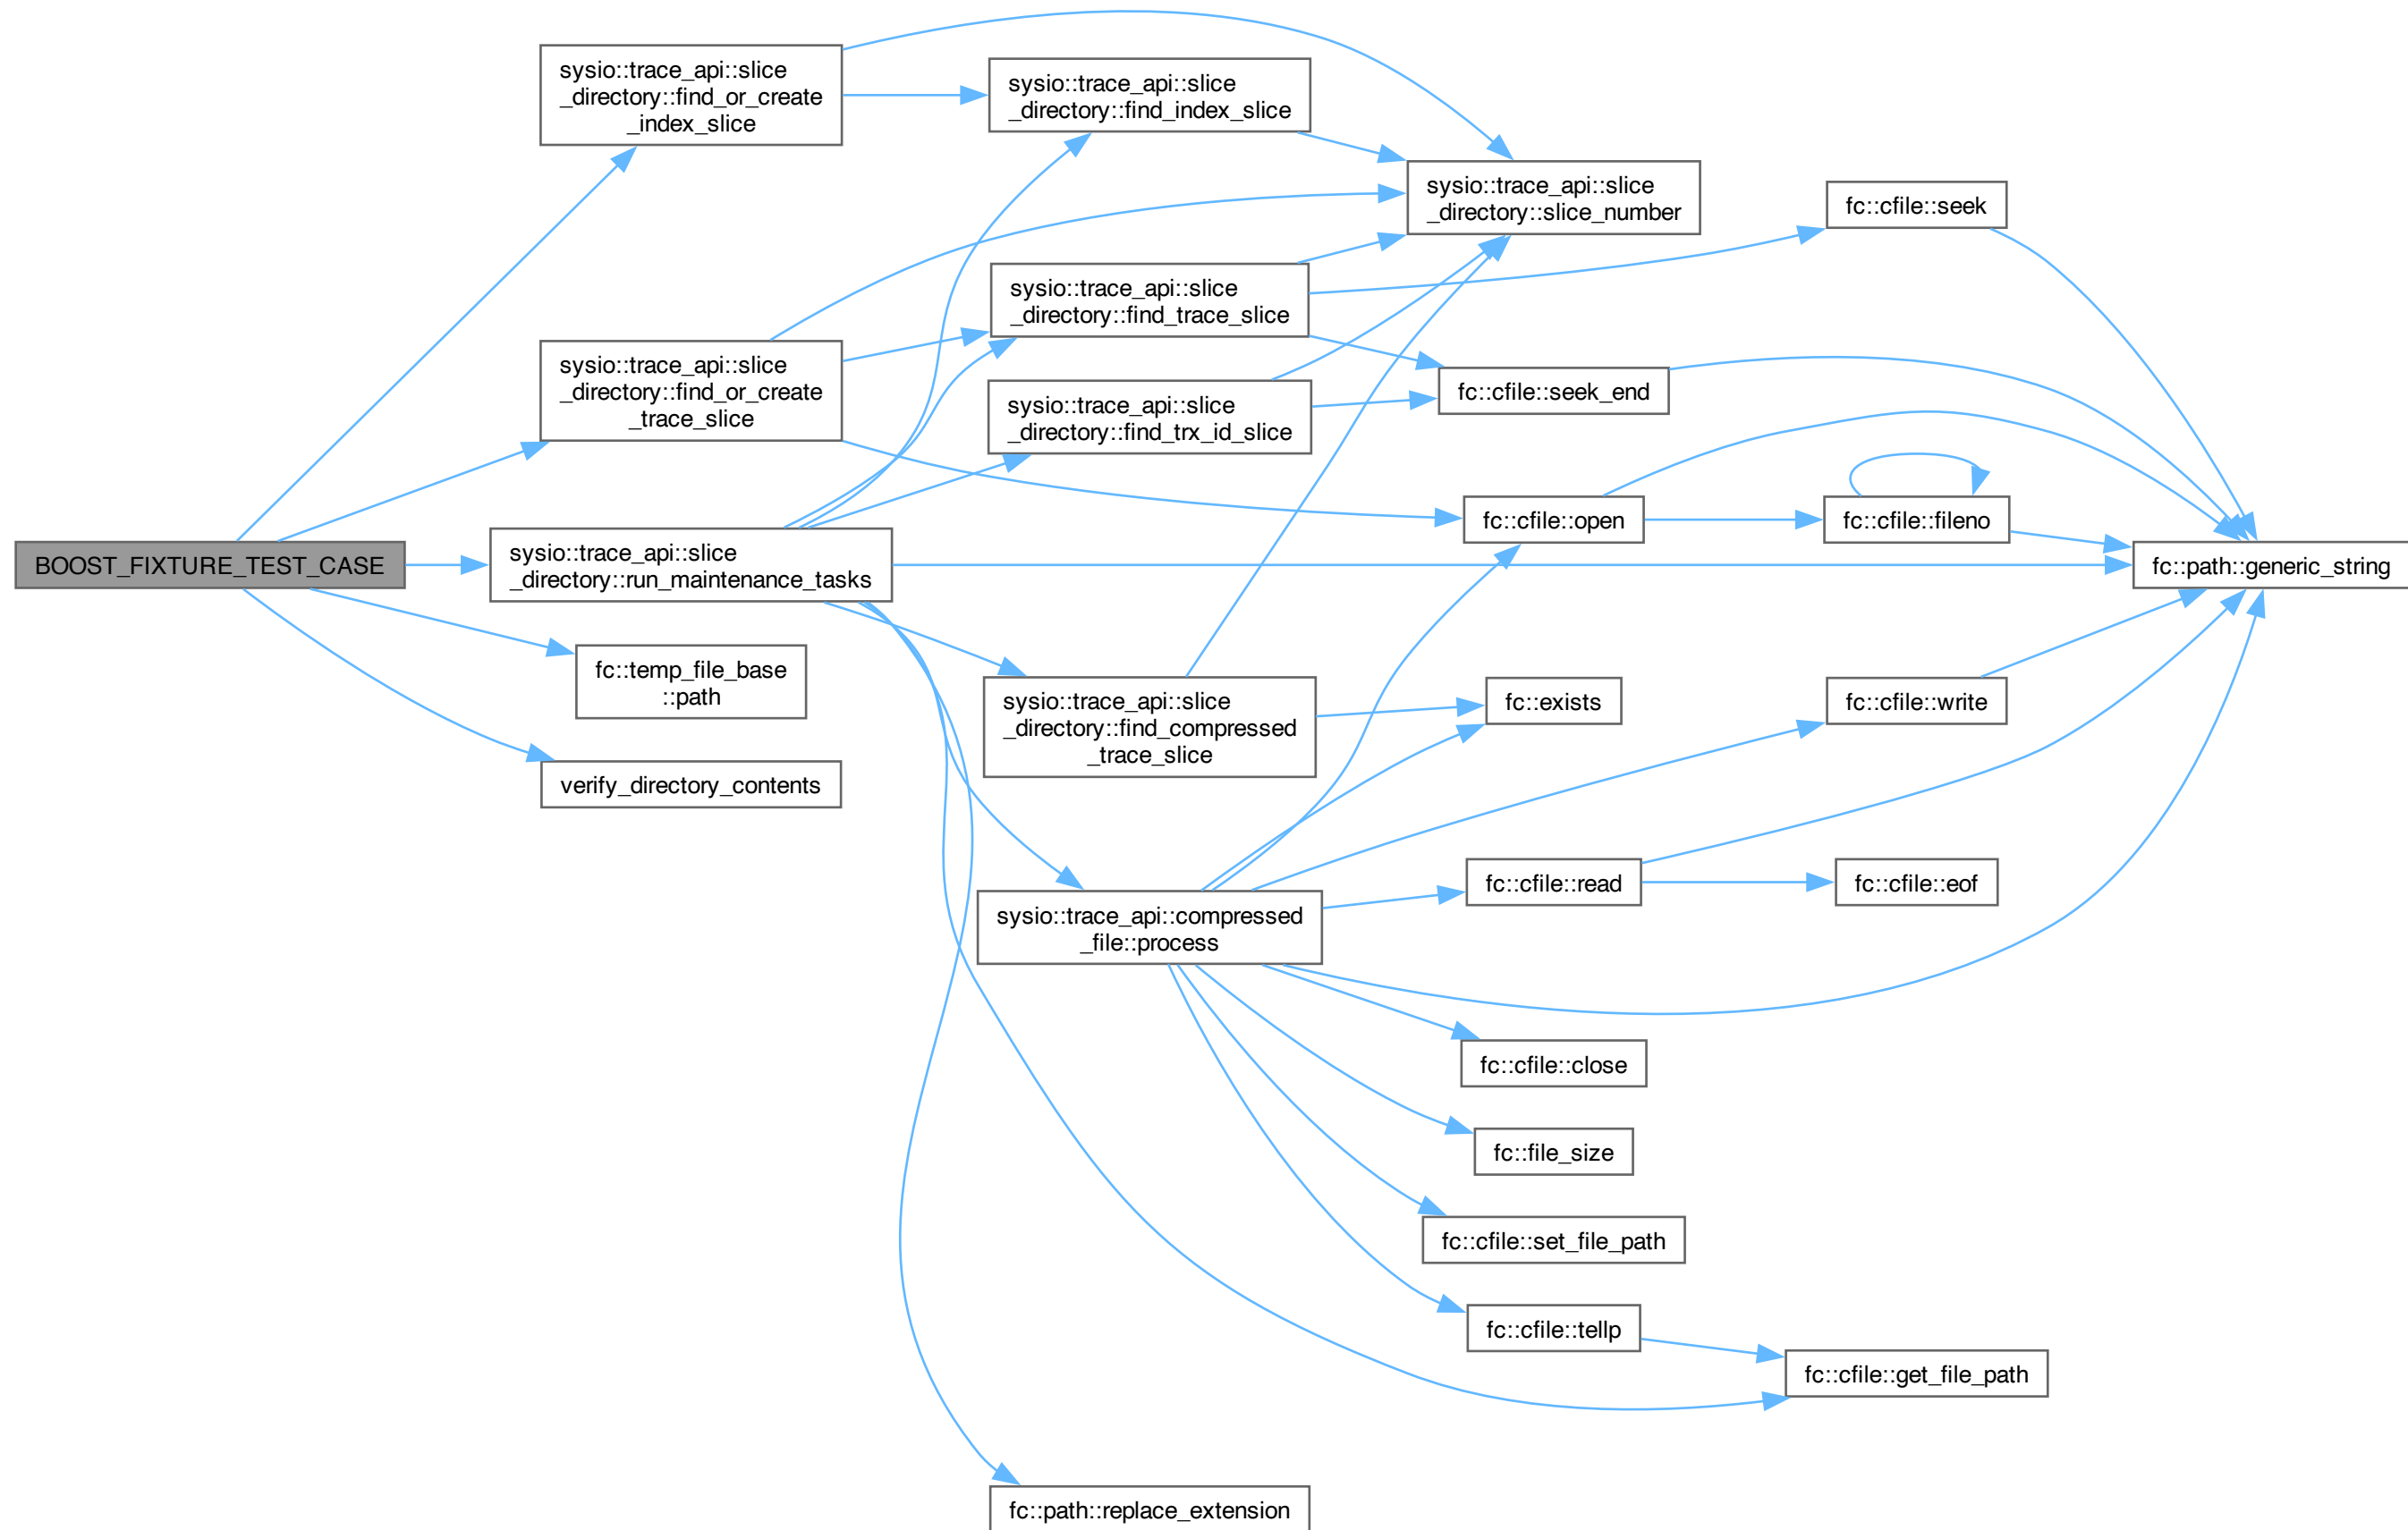 BOOST_FIXTURE_TEST_CASE
sysio::trace_api::slice
_directory::find_or_create
_index_slice
sysio::trace_api::slice
_directory::find_or_create
_trace_slice
sysio::trace_api::slice
_directory::run_maintenance_tasks
fc::temp_file_base
::path
verify_directory_contents
sysio::trace_api::slice
_directory::find_index_slice
sysio::trace_api::slice
_directory::find_trace_slice
sysio::trace_api::slice
_directory::find_trx_id_slice
sysio::trace_api::slice
_directory::find_compressed
_trace_slice
sysio::trace_api::compressed
_file::process
fc::path::replace_extension
sysio::trace_api::slice
_directory::slice_number
fc::cfile::seek_end
fc::cfile::open
fc::exists
fc::cfile::read
fc::cfile::close
fc::file_size
fc::cfile::set_file_path
fc::cfile::tellp
fc::cfile::seek
fc::cfile::fileno
fc::cfile::write
fc::cfile::eof
fc::cfile::get_file_path
fc::path::generic_string